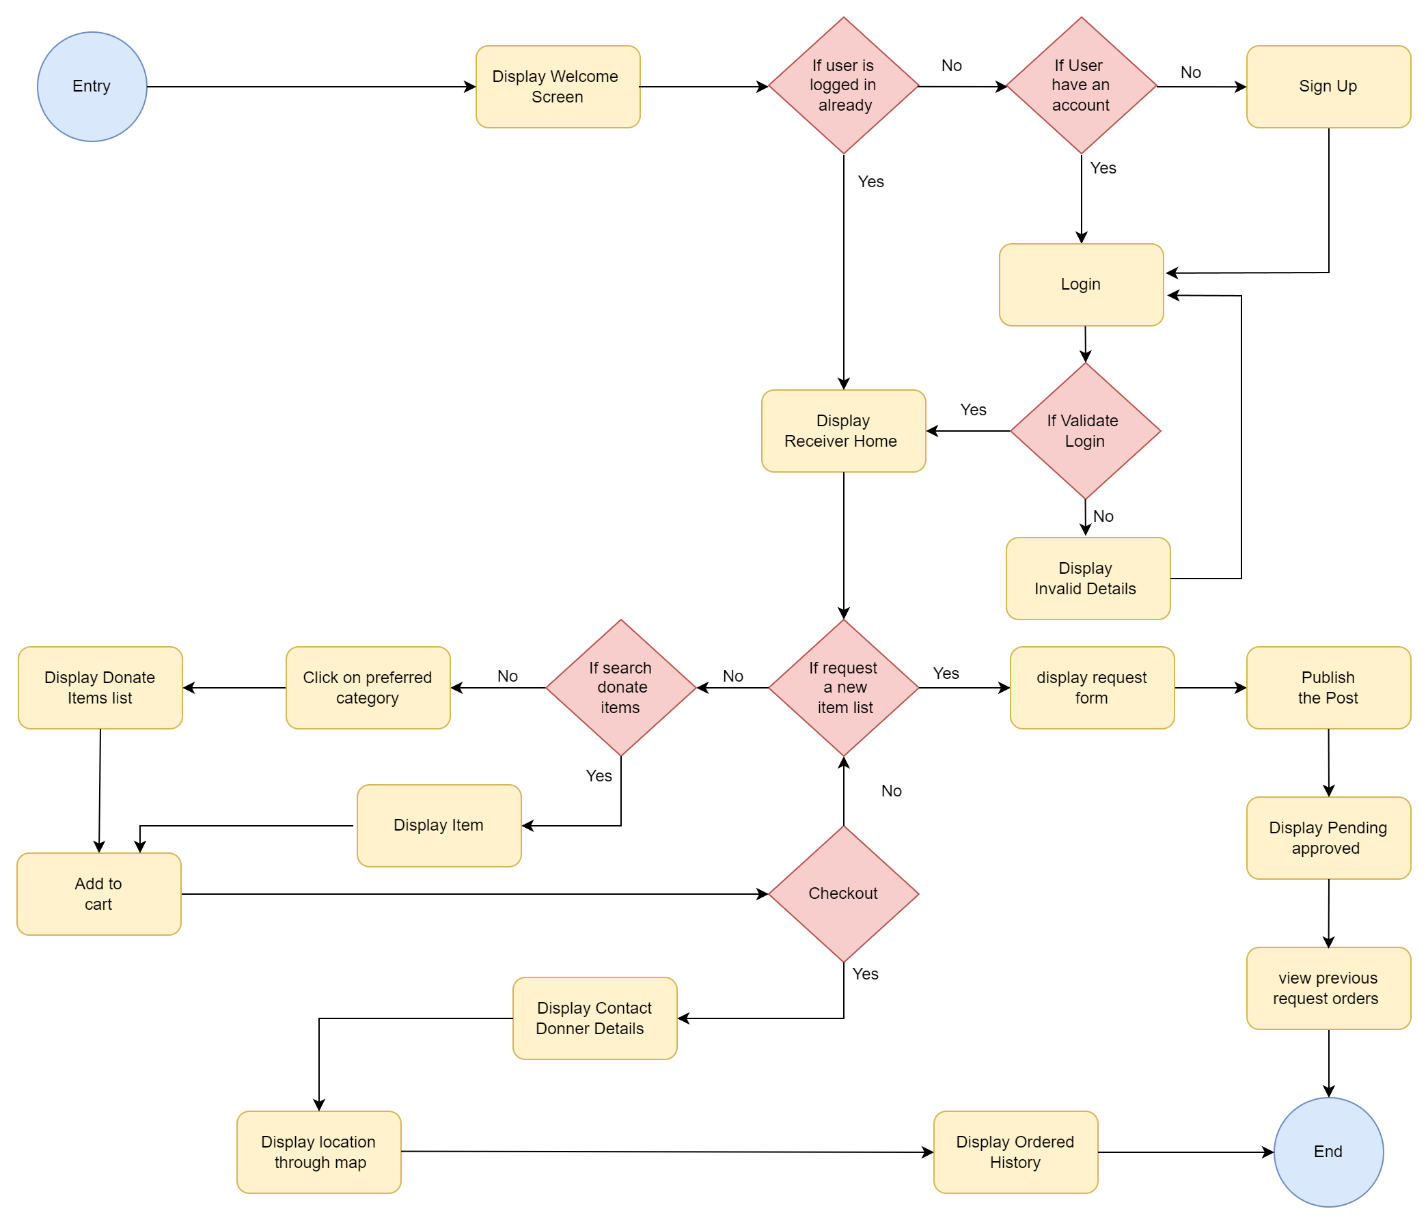 Entry
Display Welcome
Screen
If user is
logged in
already
No
If User
have an
account
No
Sign Up
Yes
Yes
Login
Display
Receiver Home
Yes
If Validate
Login
No
Display
Invalid Details
Display Donate
Items list
Click on preferred
category
No
If search
donate
items
No
If request
a new
item list
Yes
display request
form
Publish
the Post
Yes
Display Item
No
Display Pending
approved
Add to
cart
Checkout
Yes
Display Contact
Donner Details
view previous
request orders
Display location
through map
Display Ordered
History
End